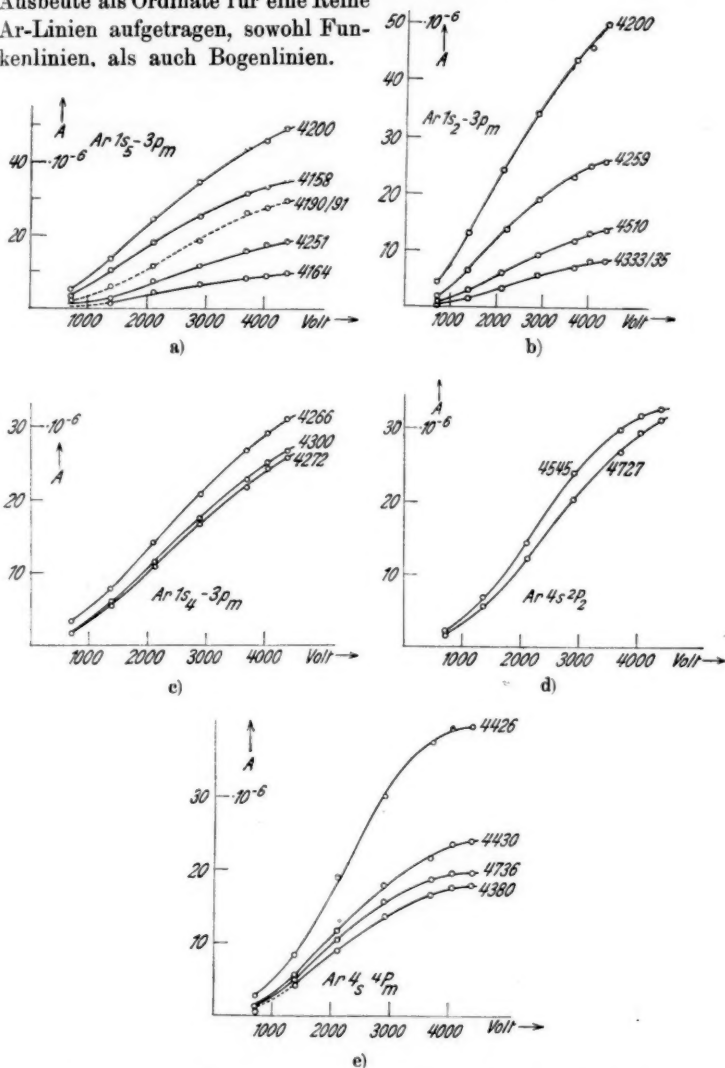 Ausbeute als Ordinate für eine Reihe
Ar-Linien aufgetragen, sowohl Fun-
kenlinien, als auch Bogenlinien.
A
Ar 1s₅-3pₘ
40 ·10⁻⁶
20
4200
4158
4190/91
4251
4164
1000 2000 3000 4000 Volt →
a)
50 ·10⁻⁶
A
Ar 1s₂-3pₘ
40
30
20
10
4200
4259
4510
4333/35
1000 2000 3000 4000 Volt →
b)
30 ·10⁻⁶
A
20
10
4266
4300
4272
Ar 1s₄-3pₘ
1000 2000 3000 4000 Volt →
c)
A
30 ·10⁻⁶
20
10
4545
4727
Ar 4s ²P₂
1000 2000 3000 4000 Volt →
d)
A
30 ·10⁻⁶
20
10
4426
4430
4736
4380
Ar 4s ⁴Pₘ
1000 2000 3000 4000 Volt →
e)